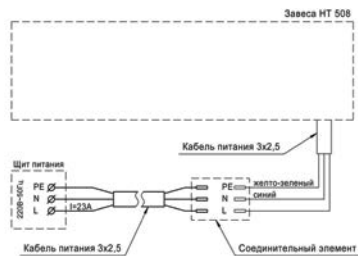 Завеса НТ 508
Кабель питания 3х2,5
Щит питания
220В~50Гц
PE
N
L
I=23А
PE
N
L
желто-зеленый
синий
Кабель питания 3х2,5
Соединительный элемент